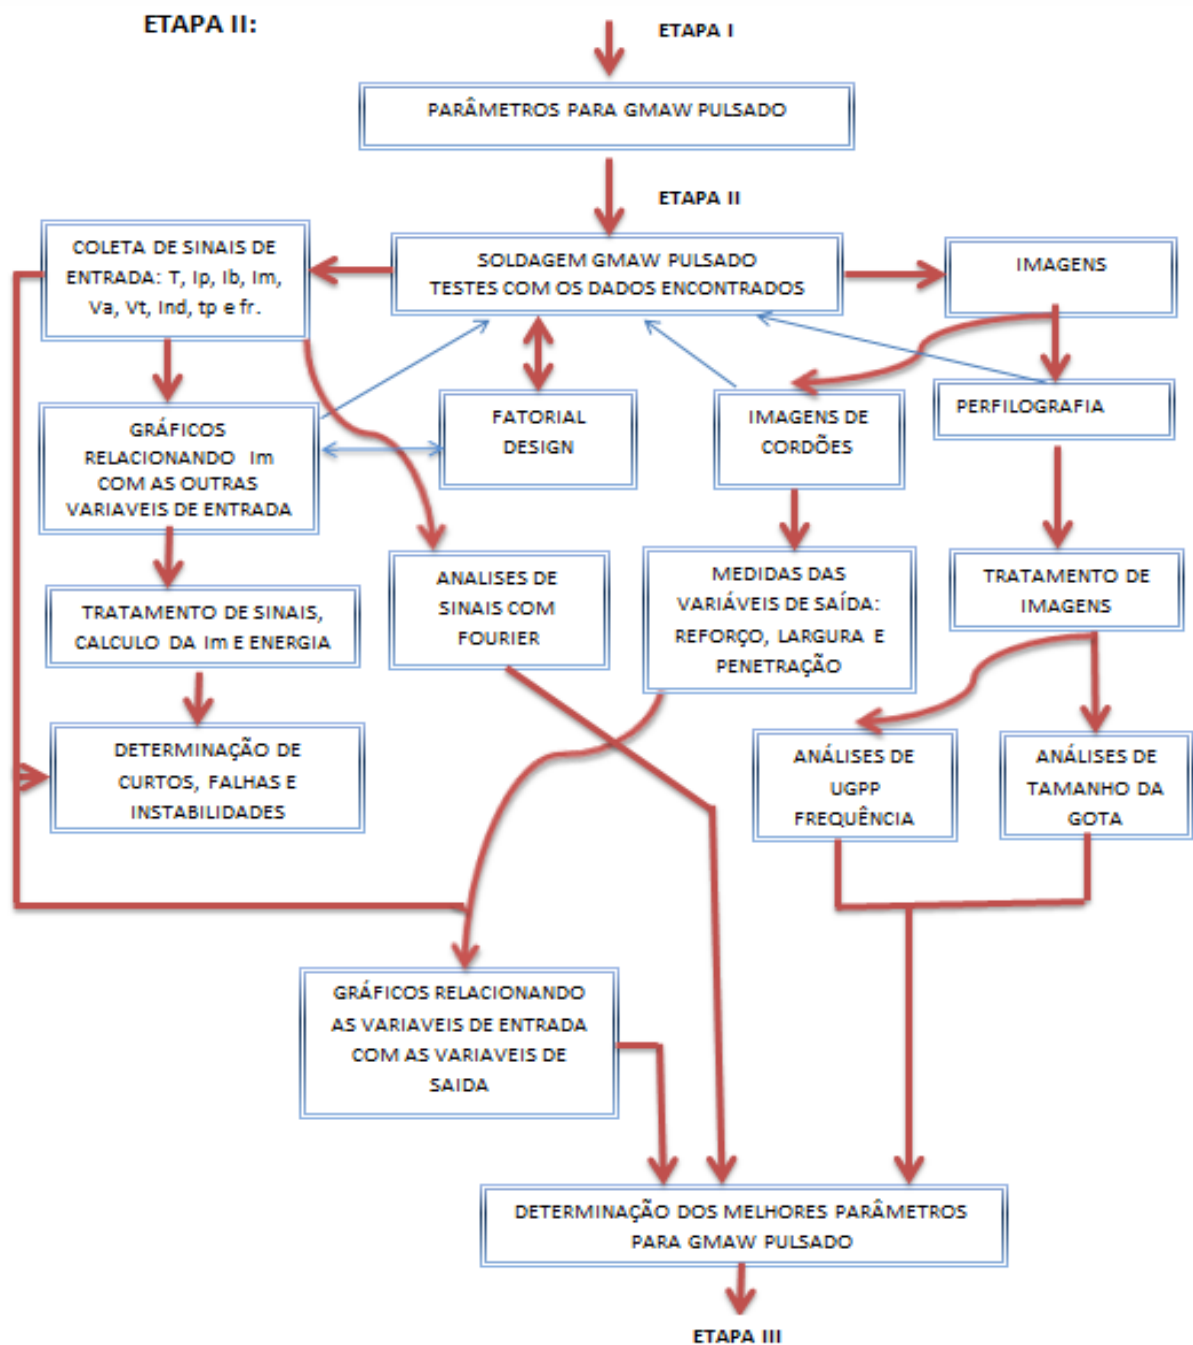 ETAPA II:
ETAPA I
PARÂMETROS PARA GMAW PULSADO
ETAPA II
COLETA DE SINAIS DE
ENTRADA: T, Ip, Ib, Im,
Va, Vt, Ind, tp e fr.
SOLDAGEM GMAW PULSADO
TESTES COM OS DADOS ENCONTRADOS
IMAGENS
GRÁFICOS
RELACIONANDO Im
COM AS OUTRAS
VARIAVEIS DE ENTRADA
FATORIAL
DESIGN
IMAGENS DE
CORDÕES
PERFILOGRAFIA
TRATAMENTO DE SINAIS,
CALCULO DA Im E ENERGIA
ANALISES DE
SINAIS COM
FOURIER
MEDIDAS DAS
VARIÁVEIS DE SAÍDA:
REFORÇO, LARGURA E
PENETRAÇÃO
TRATAMENTO DE
IMAGENS
DETERMINAÇÃO DE
CURTOS, FALHAS E
INSTABILIDADES
ANÁLISES DE
UGPP
FREQUÊNCIA
ANÁLISES DE
TAMANHO DA
GOTA
GRÁFICOS RELACIONANDO
AS VARIAVEIS DE ENTRADA
COM AS VARIAVEIS DE
SAIDA
DETERMINAÇÃO DOS MELHORES PARÂMETROS
PARA GMAW PULSADO
ETAPA III